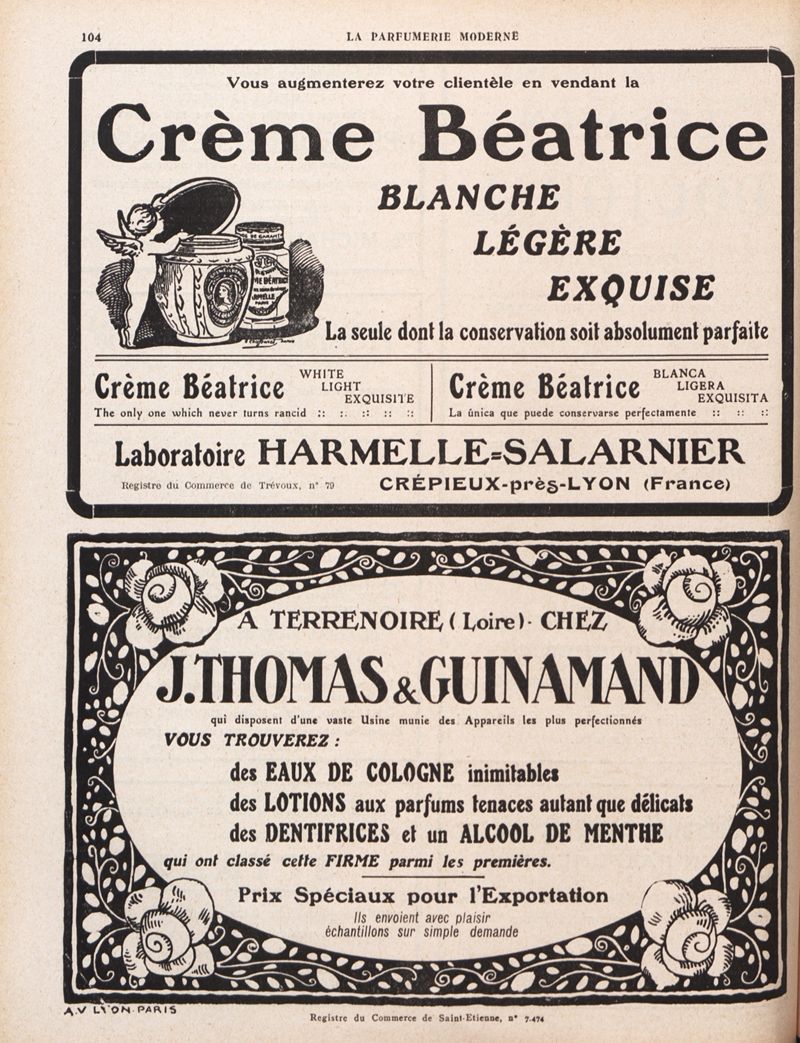 104
LA PARFUMERIE MODERNE
Vous augmenterez votre clientèle en vendant la
Crème Béatrice
BLANCHE
LÉGÈRE
EXQUISE
La seule dont la conservation soit absolument parfaite
Crème Béatrice
WHITE
LIGHT
EXQUISITE
The only one which never turns rancid :: :. :: :: ::
Crème Béatrice
BLANCA
LIGERA
EXQUISITA
La única que puede conservarse perfectamente :: :: ::
Laboratoire HARMELLE=SALARNIER
Registre du Commerce de Trévoux, n° 79
CRÉPIEUX-près-LYON (France)
A TERRENOIRE (Loire)- CHEZ
J. THOMAS & GUINAMAND
qui disposent d'une vaste Usine munie des Appareils les plus perfectionnés
VOUS TROUVEREZ :
des EAUX DE COLOGNE inimitables
des LOTIONS aux parfums tenaces autant que délicats
des DENTIFRICES et un ALCOOL DE MENTHE
qui ont classé cette FIRME parmi les premières.
Prix Spéciaux pour l'Exportation
Ils envoient avec plaisir
échantillons sur simple demande
A.V LYON-PARIS
Registre du Commerce de Saint-Etienne, n° 7.474